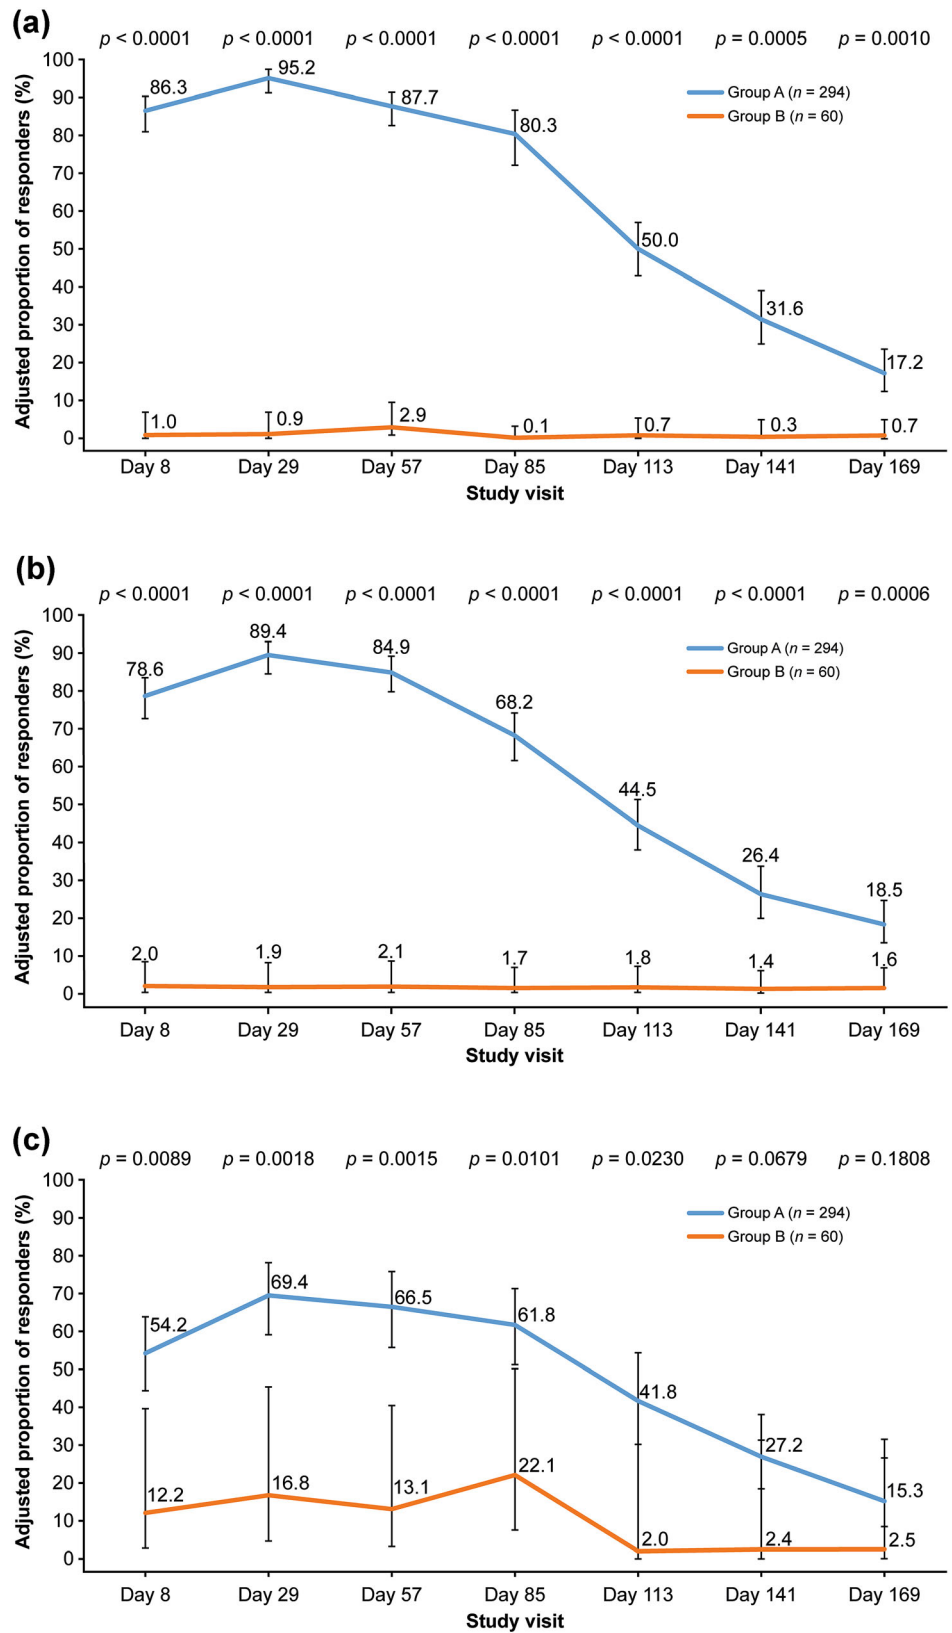 (a)
p < 0.0001 p < 0.0001 p < 0.0001 p < 0.0001 p < 0.0001 p = 0.0005 p = 0.0010
Adjusted proportion of responders (%)
100
90
80
70
60
50
40
30
20
10
0
86.3 95.2 87.7 80.3 50.0 31.6 17.2
1.0 0.9 2.9 0.1 0.7 0.3 0.7
Group A (n = 294)
Group B (n = 60)
Day 8 Day 29 Day 57 Day 85 Day 113 Day 141 Day 169
Study visit
(b)
p < 0.0001 p < 0.0001 p < 0.0001 p < 0.0001 p < 0.0001 p < 0.0001 p = 0.0006
Adjusted proportion of responders (%)
100
90
80
70
60
50
40
30
20
10
0
78.6 89.4 84.9 68.2 44.5 26.4 18.5
2.0 1.9 2.1 1.7 1.8 1.4 1.6
Group A (n = 294)
Group B (n = 60)
Day 8 Day 29 Day 57 Day 85 Day 113 Day 141 Day 169
Study visit
(c)
p = 0.0089 p = 0.0018 p = 0.0015 p = 0.0101 p = 0.0230 p = 0.0679 p = 0.1808
Adjusted proportion of responders (%)
100
90
80
70
60
50
40
30
20
10
0
54.2 69.4 66.5 61.8 41.8 27.2 15.3
12.2 16.8 13.1 22.1 2.0 2.4 2.5
Group A (n = 294)
Group B (n = 60)
Day 8 Day 29 Day 57 Day 85 Day 113 Day 141 Day 169
Study visit